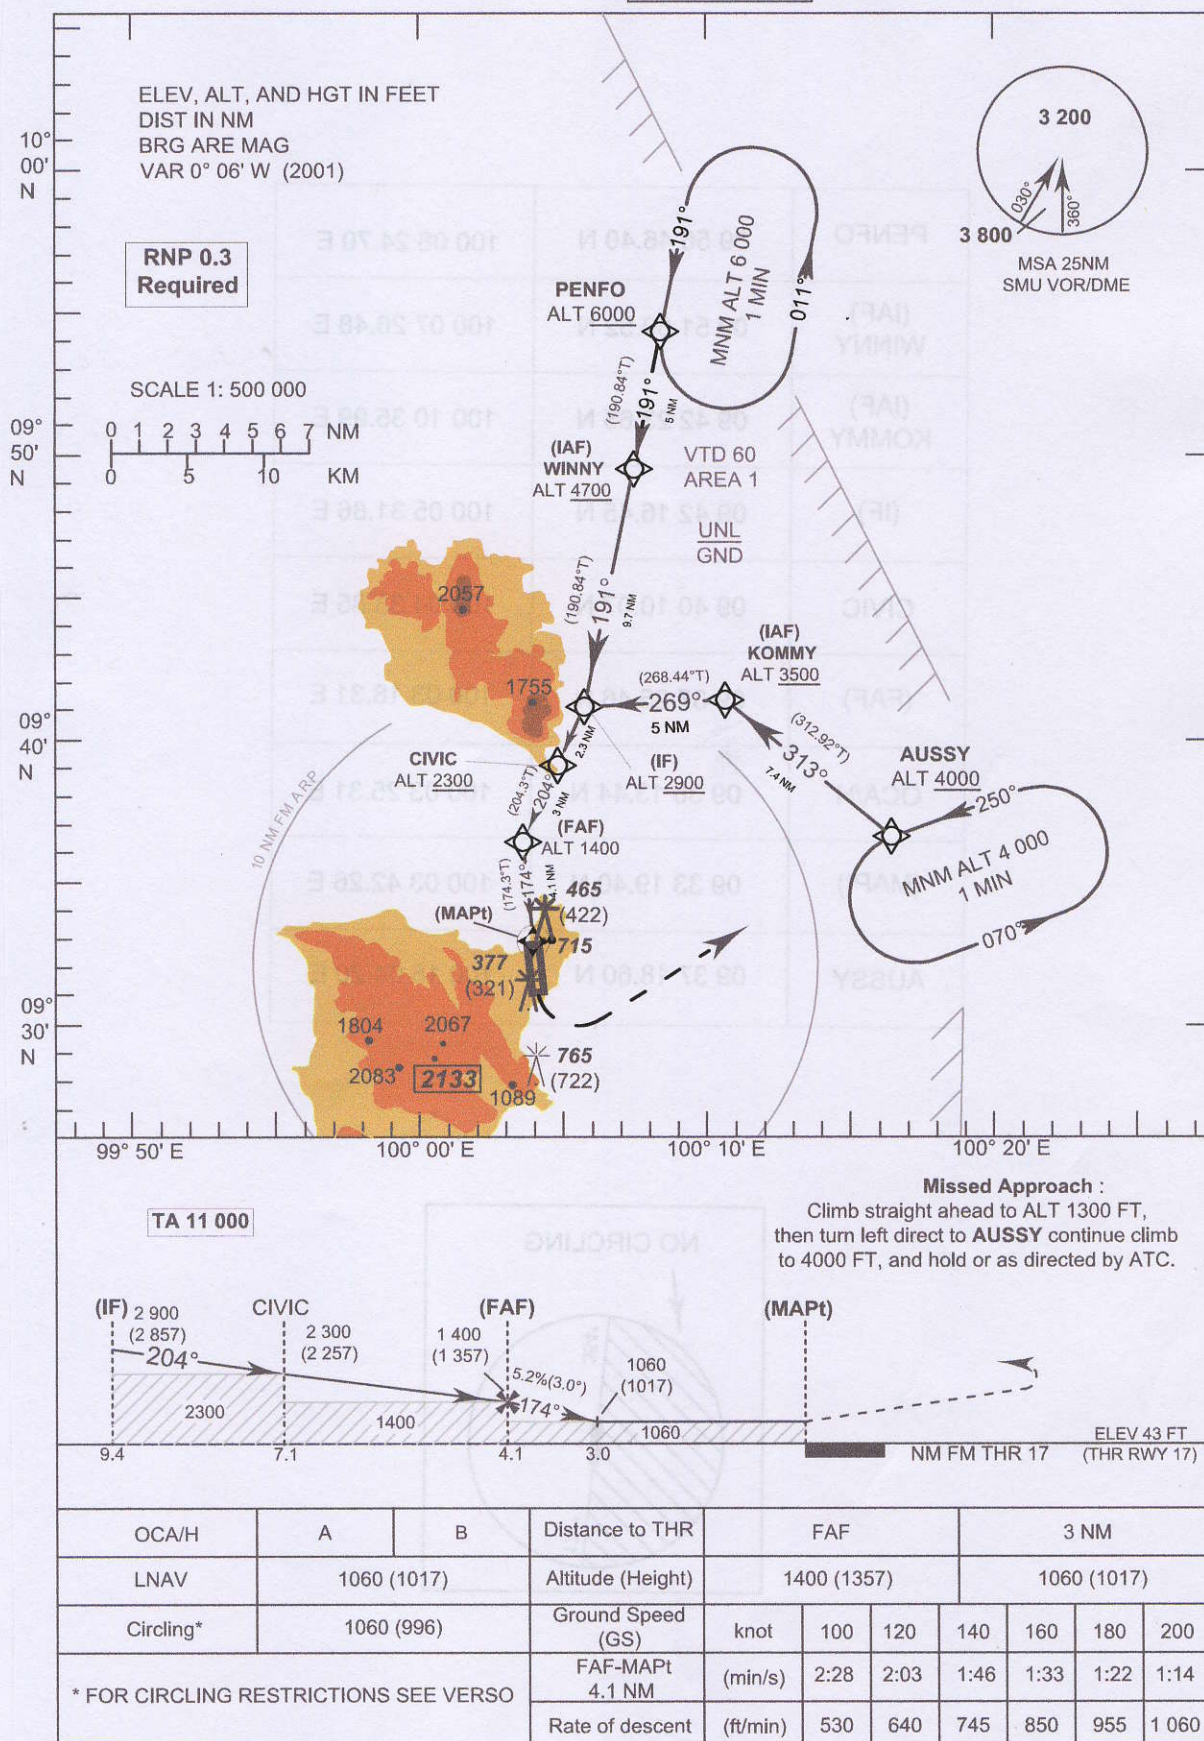 ELEV, ALT, AND HGT IN FEET
DIST IN NM
BRG ARE MAG
VAR 0° 06' W (2001)
RNP 0.3
Required
SCALE 1: 500 000
0 1 2 3 4 5 6 7 NM
0 5 10 KM
10°
00'
N
09°
50'
N
09°
40'
N
09°
30'
N
3 200
030°
360°
3 800
MSA 25NM
SMU VOR/DME
191°
MNM ALT 6 000
1 MIN
011°
PENFO
ALT 6000
(190.84°T)
191°
5 NM
(IAF)
WINNY
ALT 4700
VTD 60
AREA 1
UNL
GND
(190.84°T)
191°
9.7 NM
2057
1755
(IAF)
KOMMY
ALT 3500
(268.44°T)
269°
5 NM
(312.92°T)
313°
7.4 NM
AUSSY
ALT 4000
250°
MNM ALT 4 000
1 MIN
070°
(IF)
ALT 2900
2.3 NM
CIVIC
ALT 2300
(204.3°T)
204°
3 NM
10 NM FM ARP
(FAF)
ALT 1400
(174.3°T)
174°
4.1 NM
465
(422)
(MAPt)
715
377
(321)
1804
2067
2083
2133
1089
765
(722)
99° 50' E
100° 00' E
100° 10' E
100° 20' E
Missed Approach :
Climb straight ahead to ALT 1300 FT,
then turn left direct to AUSSY continue climb
to 4000 FT, and hold or as directed by ATC.
TA 11 000
(IF) 2 900
(2 857)
204°
CIVIC
2 300
(2 257)
(FAF)
1 400
(1 357)
5.2%(3.0°)
174°
1060
(1017)
(MAPt)
2300
1400
1060
9.4
7.1
4.1
3.0
NM FM THR 17
ELEV 43 FT
(THR RWY 17)
OCA/H A B Distance to THR FAF 3 NM
LNAV 1060 (1017) Altitude (Height) 1400 (1357) 1060 (1017)
Circling* 1060 (996) Ground Speed (GS) knot 100 120 140 160 180 200
* FOR CIRCLING RESTRICTIONS SEE VERSO
FAF-MAPt 4.1 NM (min/s) 2:28 2:03 1:46 1:33 1:22 1:14
Rate of descent (ft/min) 530 640 745 850 955 1 060